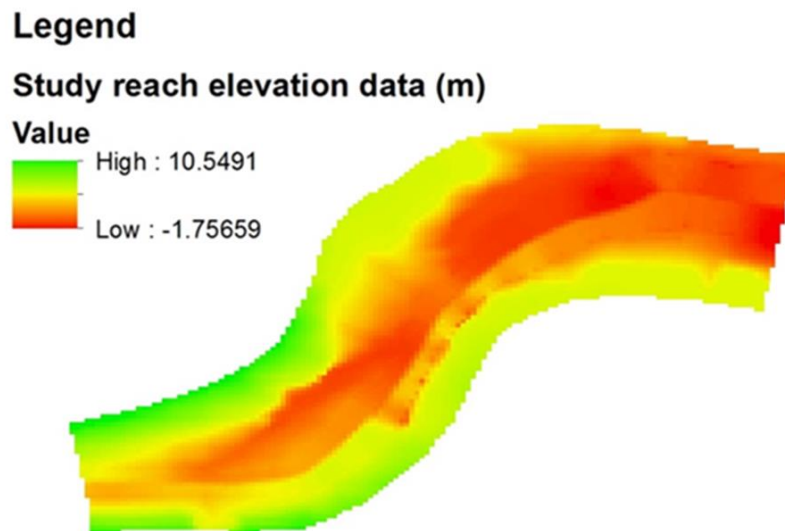 Legend
Study reach elevation data (m)
Value
High : 10.5491
Low : -1.75659